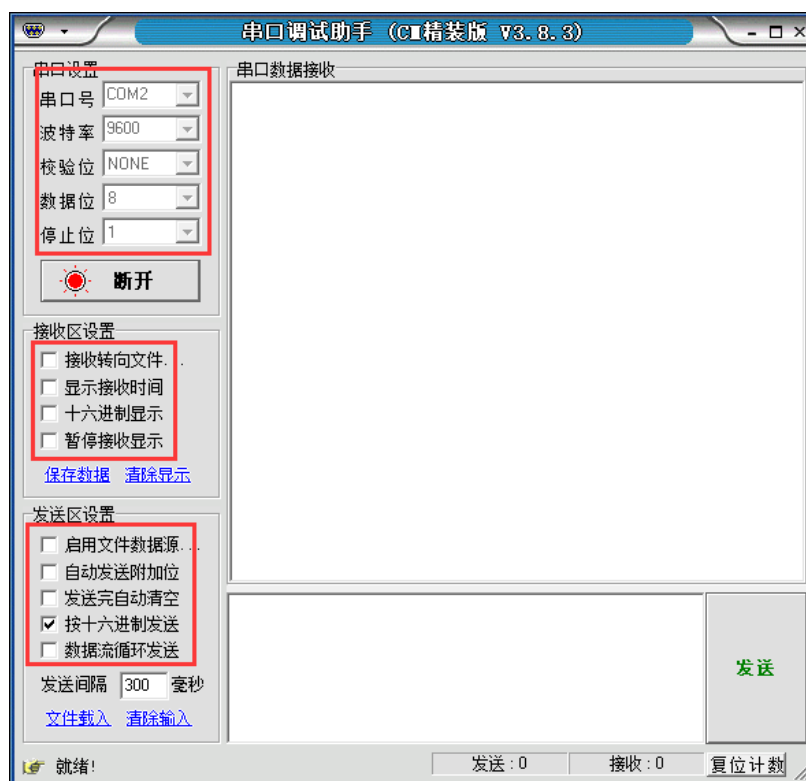 串口调试助手 (CM精装版 V3.8.3)
串口设置
串口号 COM2
波特率 9600
校验位 NONE
数据位 8
停止位 1
断开
接收区设置
接收转向文件...
显示接收时间
十六进制显示
暂停接收显示
保存数据 清除显示
发送区设置
启用文件数据源...
自动发送附加位
发送完自动清空
按十六进制发送
数据流循环发送
发送间隔 300 毫秒
文件载入 清除输入
串口数据接收
发送
就绪!
发送:0
接收:0
复位计数